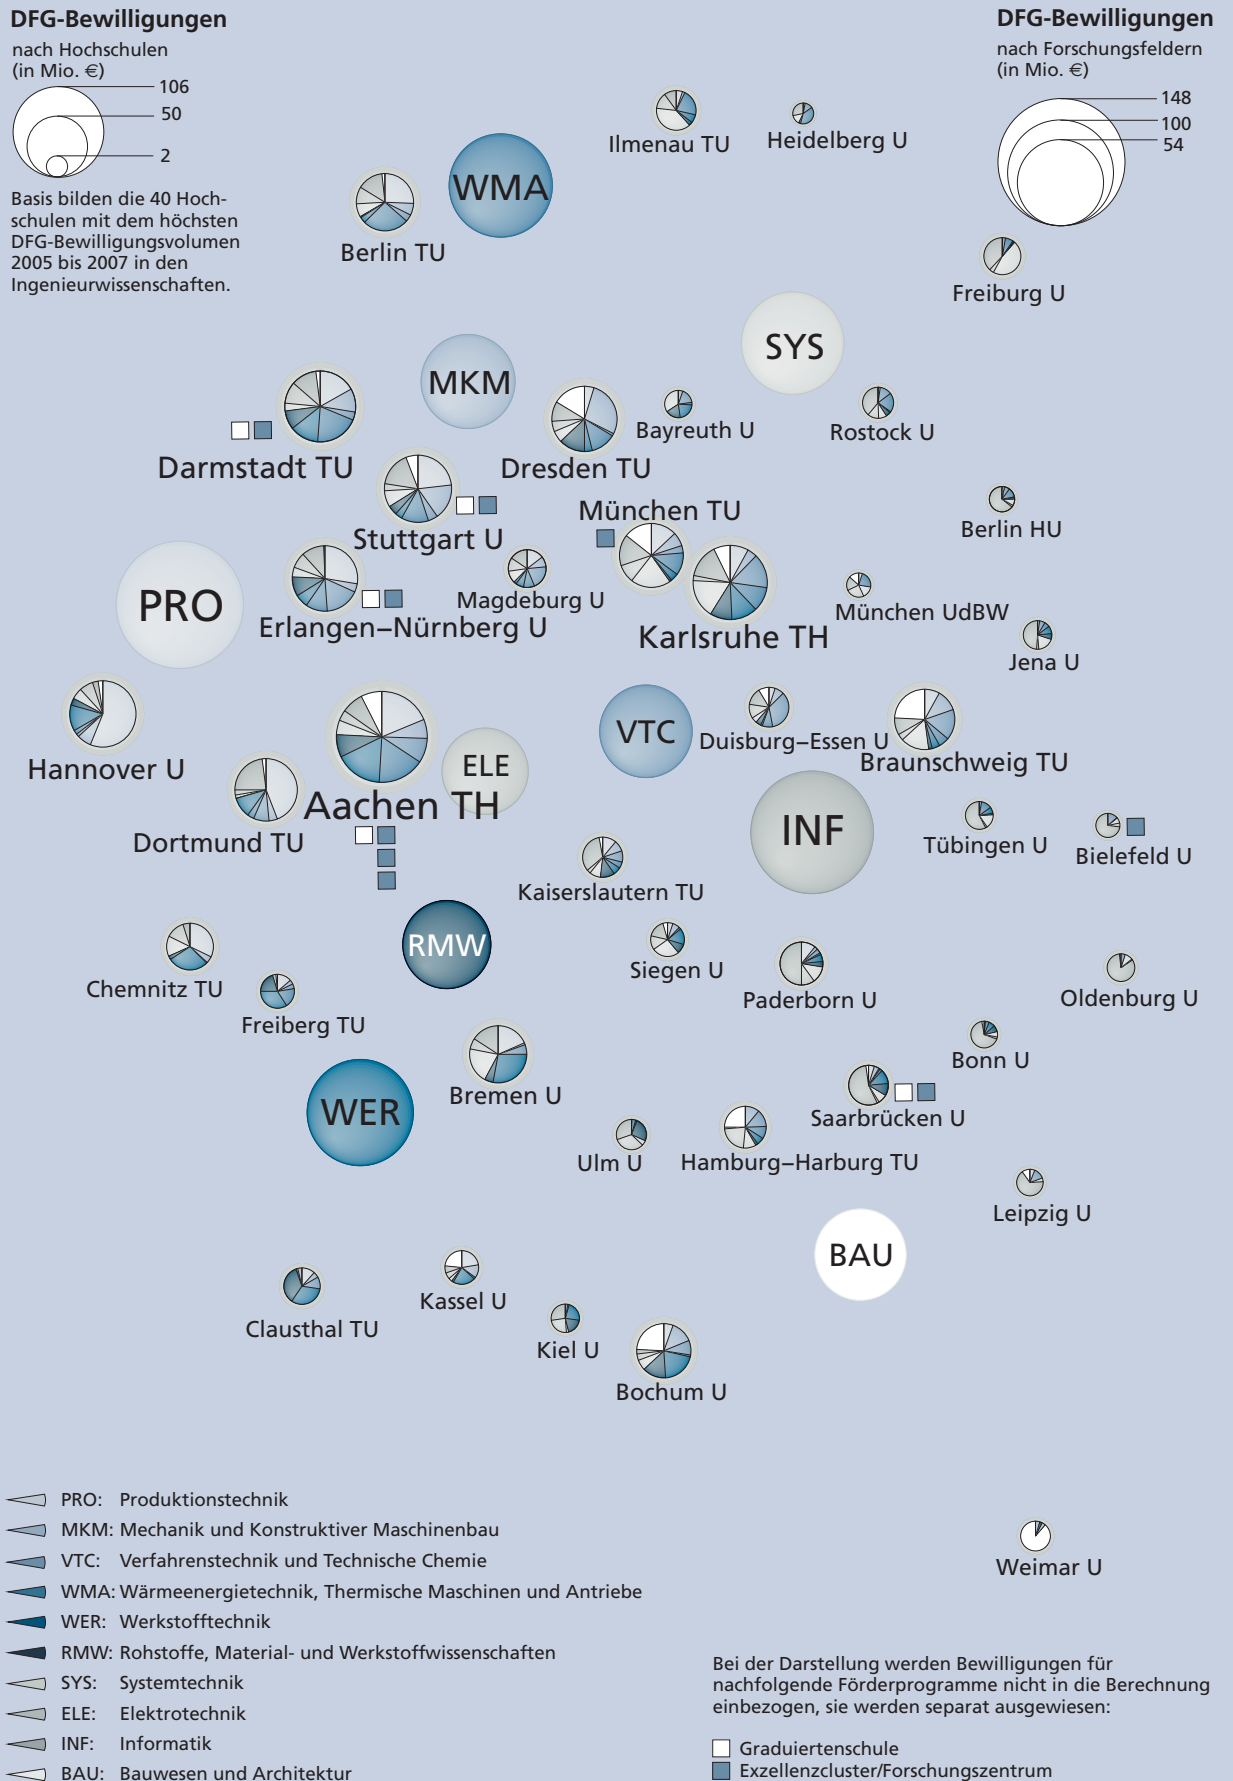 DFG-Bewilligungen
nach Hochschulen
(in Mio. €)
106
50
2
Basis bilden die 40 Hoch-
schulen mit dem höchsten
DFG-Bewilligungsvolumen
2005 bis 2007 in den
Ingenieurwissenschaften.
DFG-Bewilligungen
nach Forschungsfeldern
(in Mio. €)
148
100
54
Ilmenau TU
Heidelberg U
WMA
Berlin TU
Freiburg U
SYS
MKM
Bayreuth U
Rostock U
Darmstadt TU
Dresden TU
München TU
Berlin HU
Stuttgart U
PRO
Magdeburg U
München UdBW
Erlangen–Nürnberg U
Karlsruhe TH
Jena U
VTC
Duisburg–Essen U
Braunschweig TU
Hannover U
ELE
Aachen TH
INF
Dortmund TU
Tübingen U
Bielefeld U
Kaiserslautern TU
RMW
Siegen U
Paderborn U
Oldenburg U
Chemnitz TU
Freiberg TU
Bonn U
Bremen U
WER
Saarbrücken U
Ulm U
Hamburg–Harburg TU
Leipzig U
BAU
Kassel U
Clausthal TU
Kiel U
Bochum U
Weimar U
PRO: Produktionstechnik
MKM: Mechanik und Konstruktiver Maschinenbau
VTC: Verfahrenstechnik und Technische Chemie
WMA: Wärmeenergietechnik, Thermische Maschinen und Antriebe
WER: Werkstofftechnik
RMW: Rohstoffe, Material- und Werkstoffwissenschaften
SYS: Systemtechnik
ELE: Elektrotechnik
INF: Informatik
BAU: Bauwesen und Architektur
Bei der Darstellung werden Bewilligungen für
nachfolgende Förderprogramme nicht in die Berechnung
einbezogen, sie werden separat ausgewiesen:
Graduiertenschule
Exzellenzcluster/Forschungszentrum